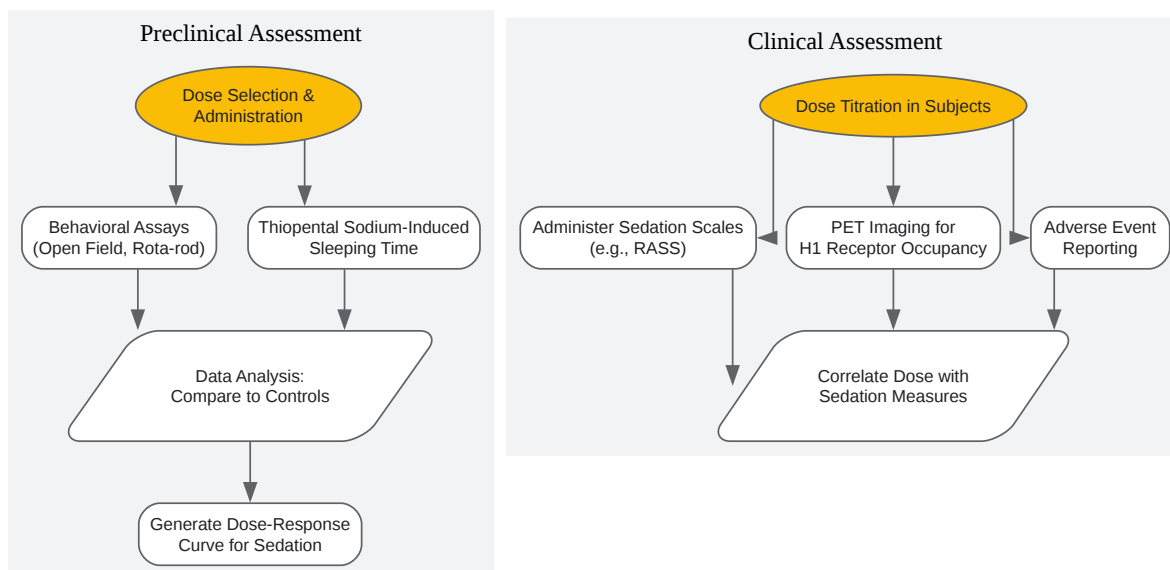 Preclinical Assessment
Dose Selection &
Administration
Behavioral Assays
(Open Field, Rota-rod)
Thiopental Sodium-Induced
Sleeping Time
Data Analysis:
Compare to Controls
Generate Dose-Response
Curve for Sedation
Clinical Assessment
Dose Titration in Subjects
Administer Sedation Scales
(e.g., RASS)
PET Imaging for
H1 Receptor Occupancy
Adverse Event
Reporting
Correlate Dose with
Sedation Measures